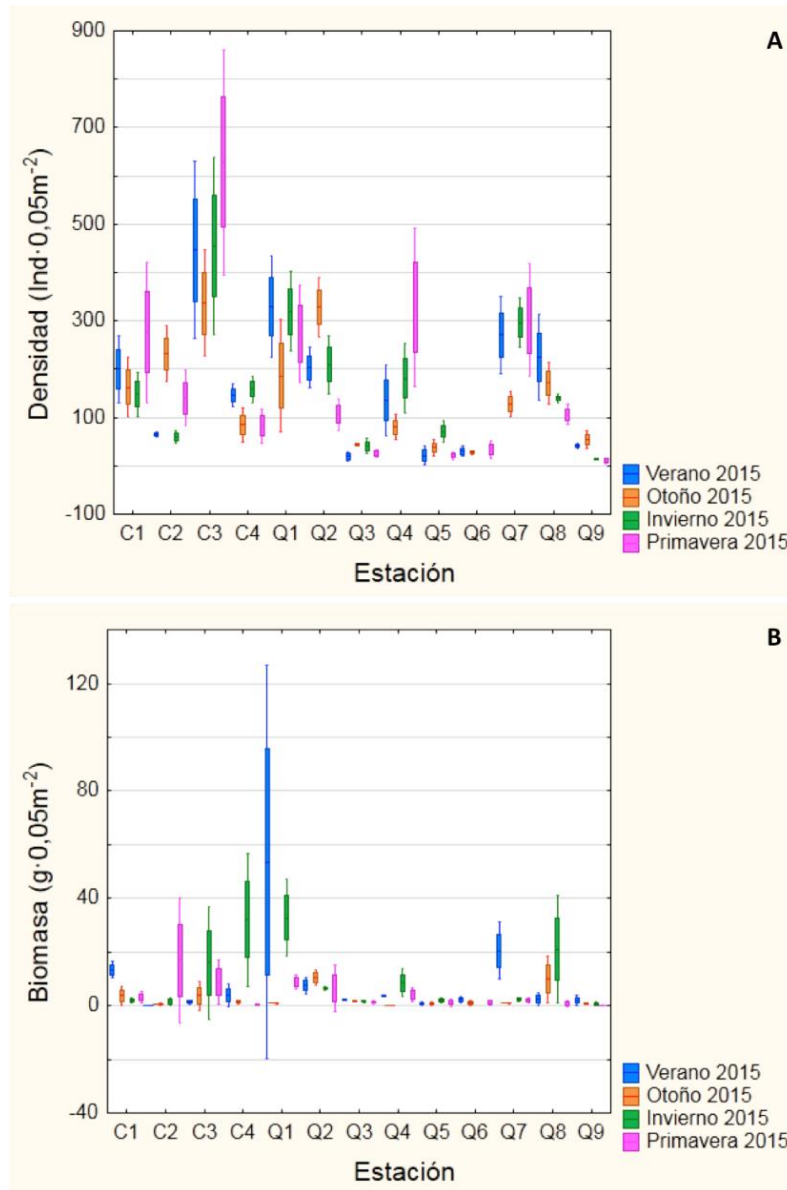 A
Densidad (Ind·0,05m⁻²)
900
700
500
300
100
-100
C1 C2 C3 C4 Q1 Q2 Q3 Q4 Q5 Q6 Q7 Q8 Q9
Estación
Verano 2015
Otoño 2015
Invierno 2015
Primavera 2015
B
Biomasa (g·0,05m⁻²)
120
80
40
0
-40
C1 C2 C3 C4 Q1 Q2 Q3 Q4 Q5 Q6 Q7 Q8 Q9
Estación
Verano 2015
Otoño 2015
Invierno 2015
Primavera 2015